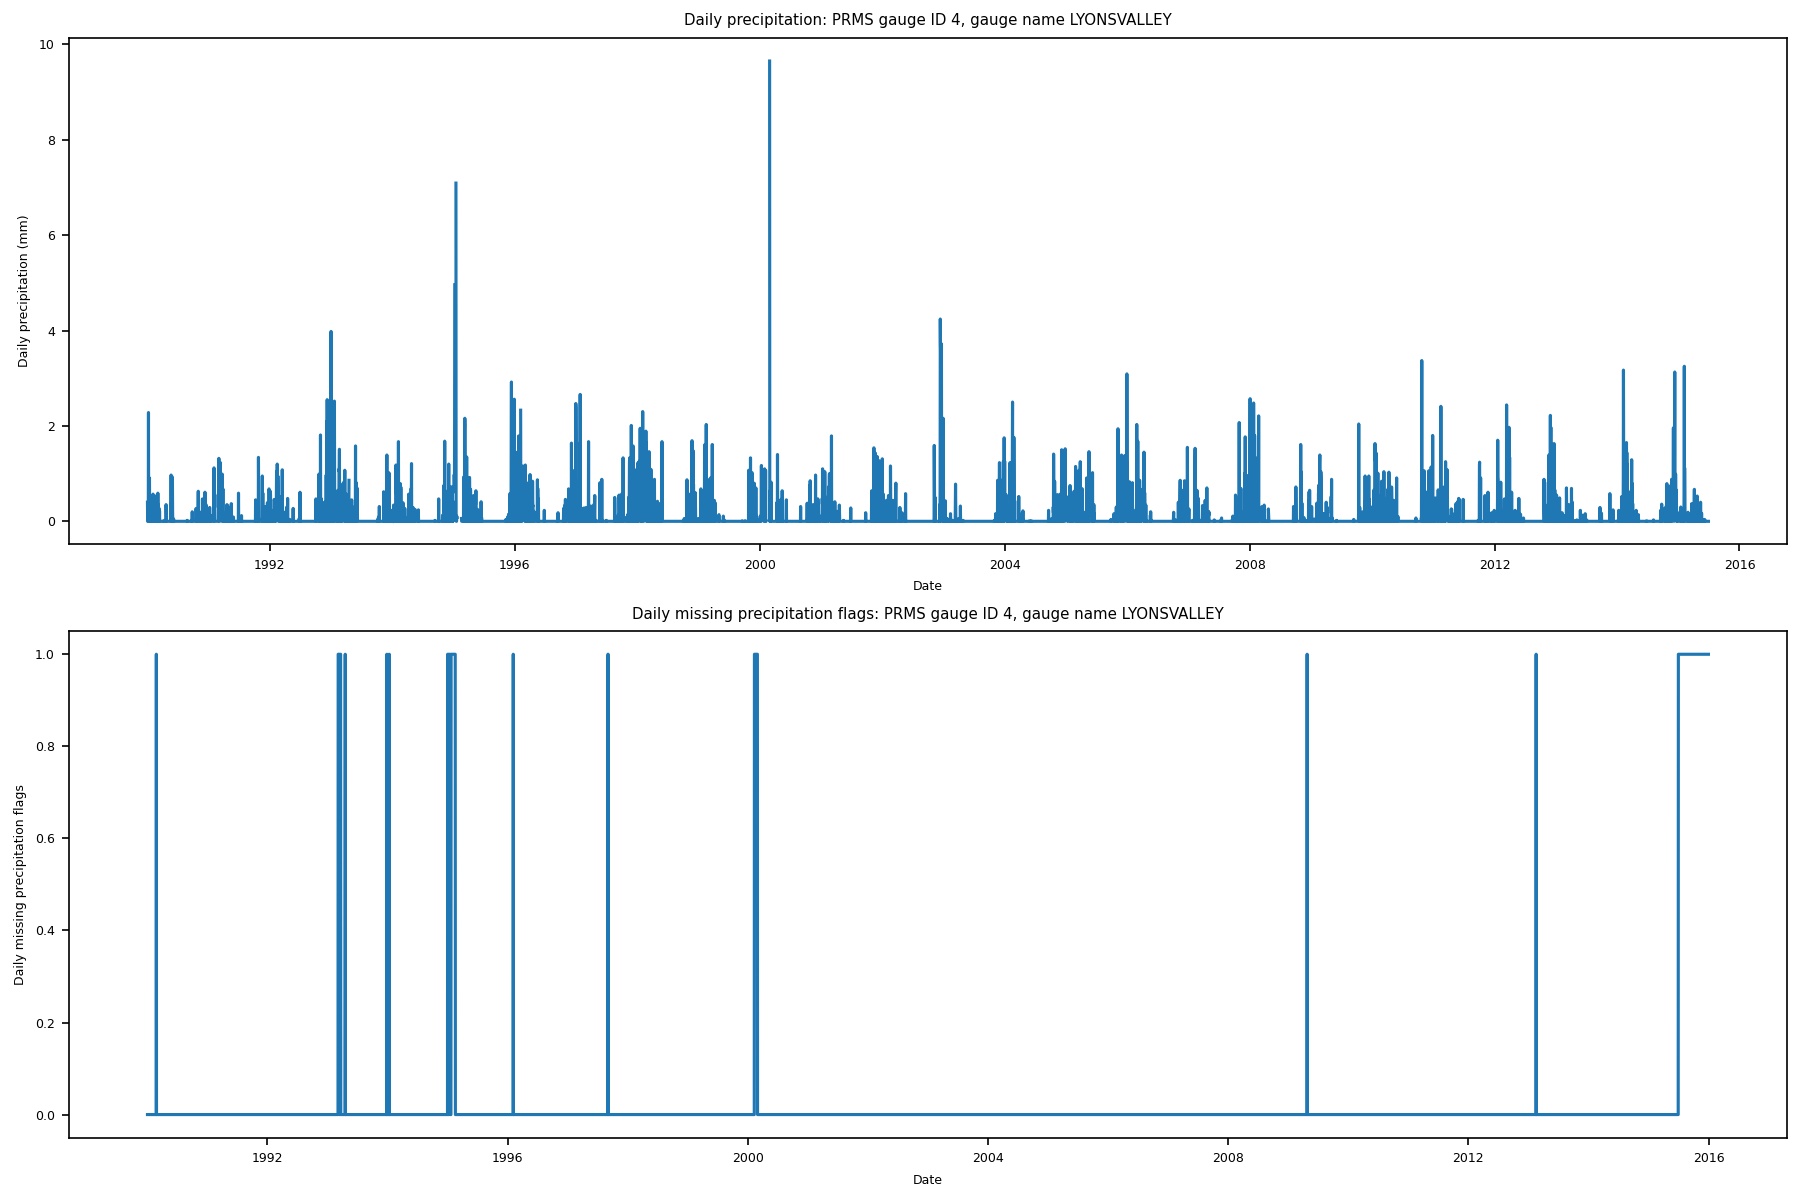 Daily precipitation: PRMS gauge ID 4, gauge name LYONSVALLEY
10
8
6
4
2
0
Daily precipitation (mm)
1992 1996 2000 2004 2008 2012 2016
Date
Daily missing precipitation flags: PRMS gauge ID 4, gauge name LYONSVALLEY
1.0
0.8
0.6
0.4
0.2
0.0
Daily missing precipitation flags
1992 1996 2000 2004 2008 2012 2016
Date